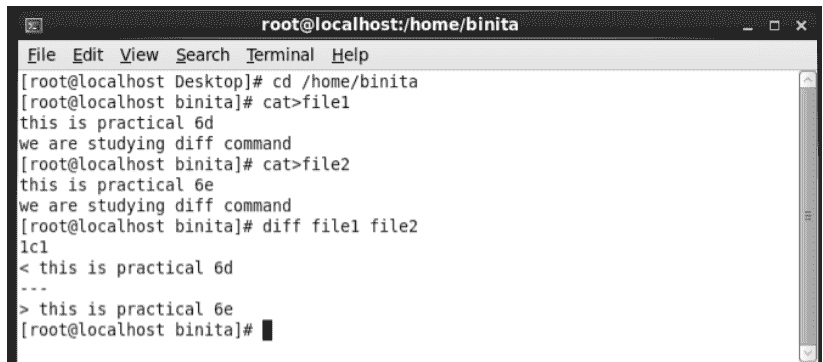 root@localhost:/home/binita
File Edit View Search Terminal Help
[root@localhost Desktop]# cd /home/binita
[root@localhost binita]# cat>file1
this is practical 6d
we are studying diff command
[root@localhost binita]# cat>file2
this is practical 6e
we are studying diff command
[root@localhost binita]# diff file1 file2
1c1
< this is practical 6d
---
> this is practical 6e
[root@localhost binita]#